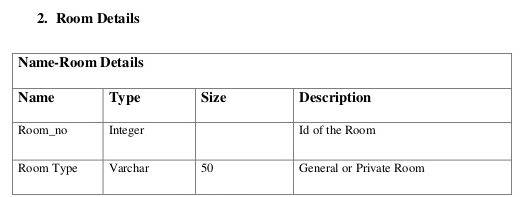 2. Room Details
Name-Room Details
Name Type Size Description
Room_no Integer Id of the Room
Room Type Varchar 50 General or Private Room